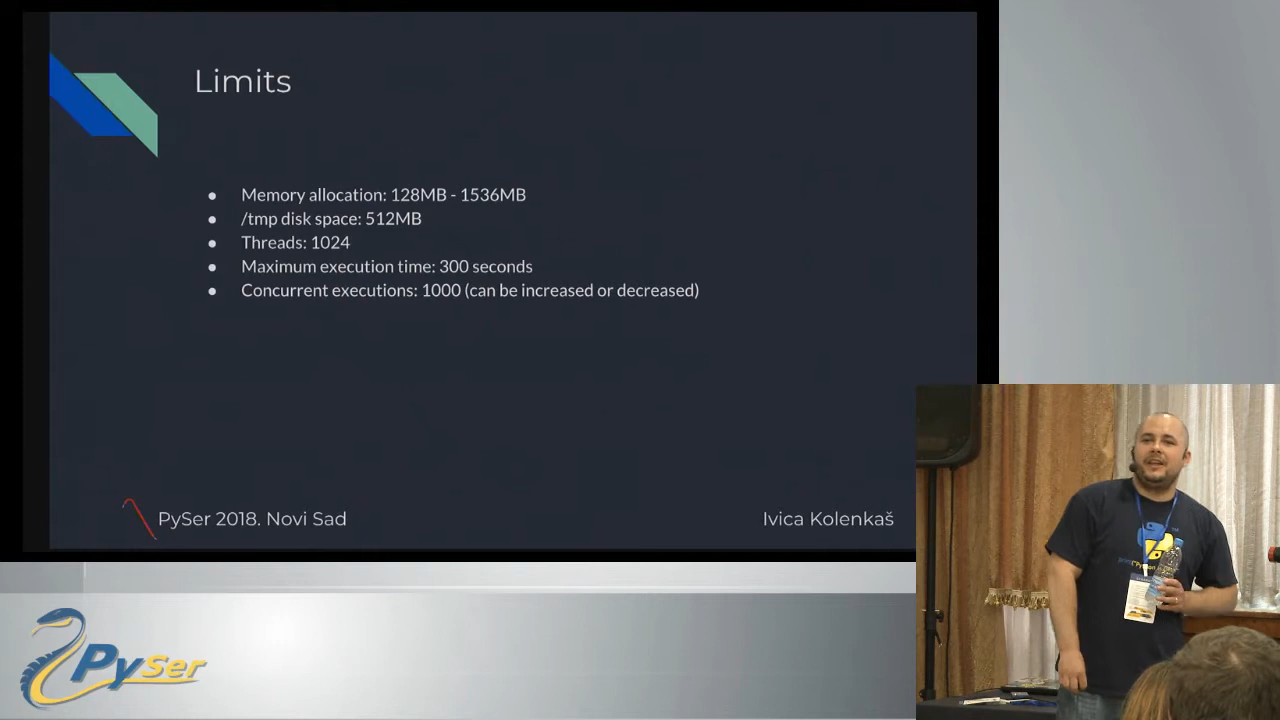 Limits
● Memory allocation: 128MB - 1536MB
● /tmp disk space: 512MB
● Threads: 1024
● Maximum execution time: 300 seconds
● Concurrent executions: 1000 (can be increased or decreased)
PySer 2018. Novi Sad
Ivica Kolenkaš
PySer